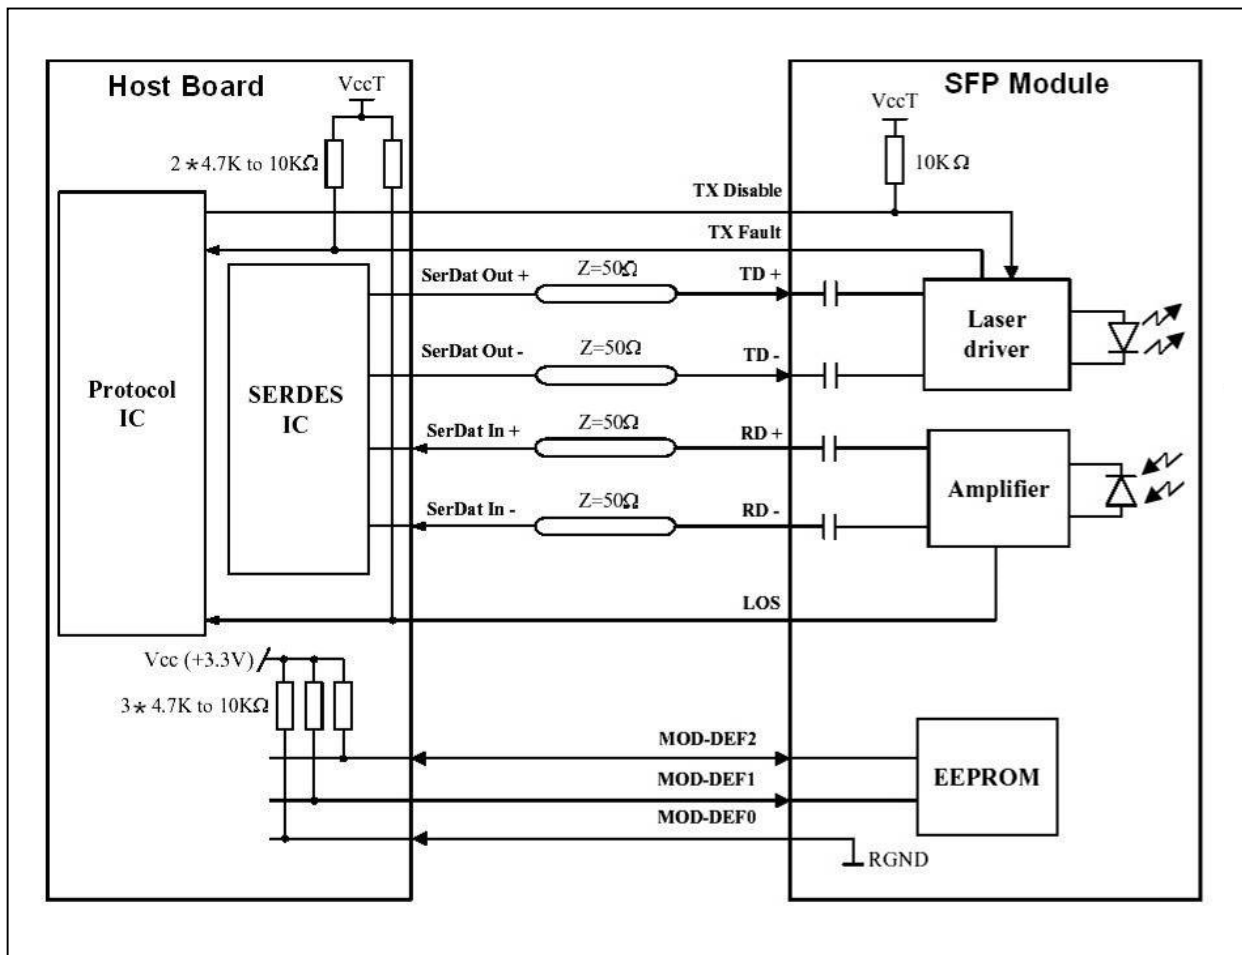 Host Board
SFP Module
VccT
VccT
2*4.7K to 10KΩ
10KΩ
TX Disable
TX Fault
SerDat Out +
Z=50Ω
TD +
SerDat Out -
Z=50Ω
TD -
Laser
driver
Protocol
IC
SERDES
IC
SerDat In +
Z=50Ω
RD +
SerDat In -
Z=50Ω
RD -
Amplifier
LOS
Vcc (+3.3V)
3*4.7K to 10KΩ
MOD-DEF2
MOD-DEF1
MOD-DEF0
EEPROM
RGND